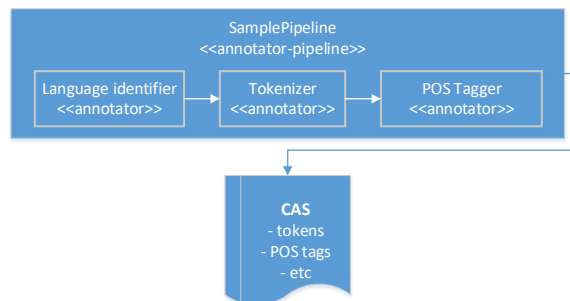 SamplePipeline
<<annotator-pipeline>>
Language identifier
<<annotator>>
Tokenizer
<<annotator>>
POS Tagger
<<annotator>>
CAS
- tokens
- POS tags
- etc